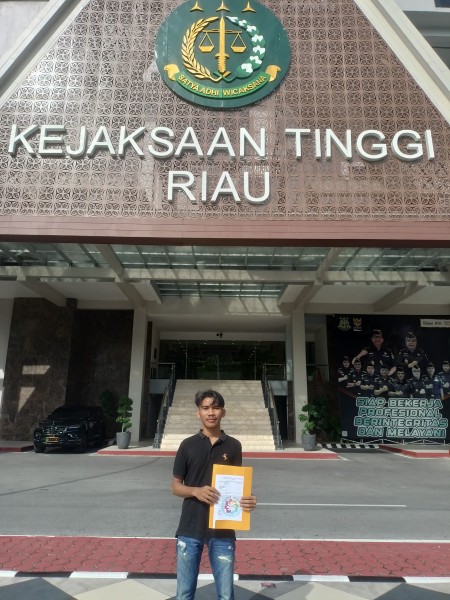 SATYA ADHI WICAKSANA
KEJAKSAAN TINGGI
RIAU
SIAP BEKERJA
PROFESIONAL
BERINTEGRITAS
DAN MELAYANI